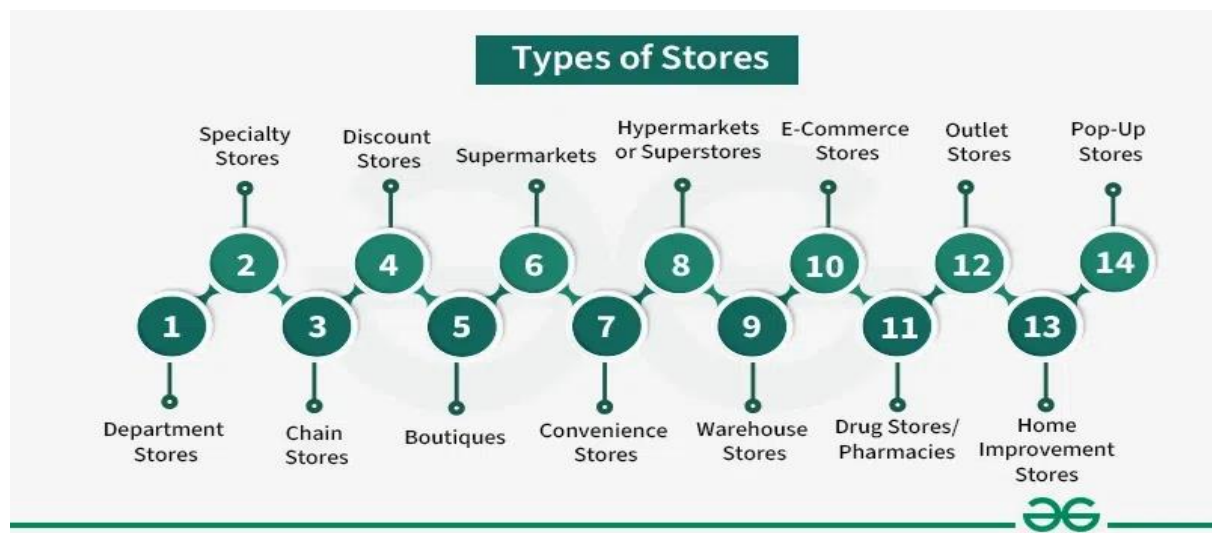 Types of Stores
Specialty
Stores
Discount
Stores
Supermarkets
Hypermarkets
or Superstores
E-Commerce
Stores
Outlet
Stores
Pop-Up
Stores
2
4
6
8
10
12
14
1
3
5
7
9
11
13
Department
Stores
Chain
Stores
Boutiques
Convenience
Stores
Warehouse
Stores
Drug Stores/
Pharmacies
Home
Improvement
Stores